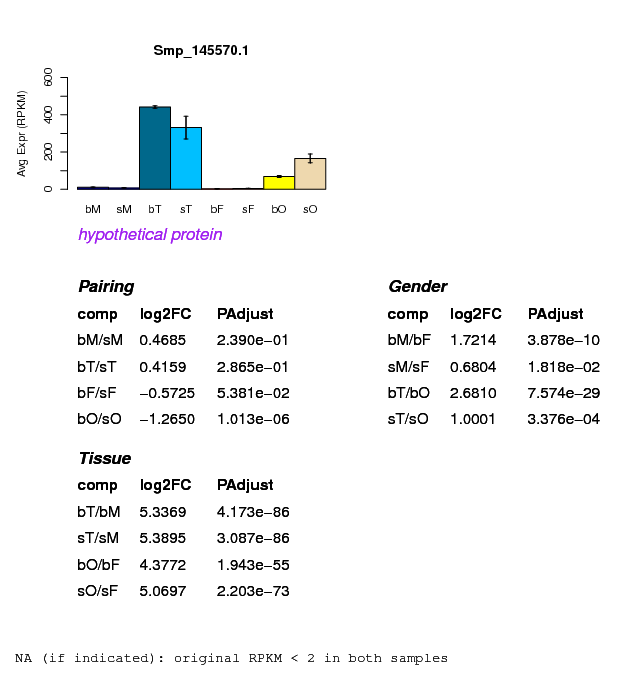 Smp_145570.1
Avg Expr (RPKM)
0 200 400 600
bM sM bT sT bF sF bO sO
hypothetical protein
Pairing
comp log2FC PAdjust
bM/sM 0.4685 2.390e−01
bT/sT 0.4159 2.865e−01
bF/sF −0.5725 5.381e−02
bO/sO −1.2650 1.013e−06
Gender
comp log2FC PAdjust
bM/bF 1.7214 3.878e−10
sM/sF 0.6804 1.818e−02
bT/bO 2.6810 7.574e−29
sT/sO 1.0001 3.376e−04
Tissue
comp log2FC PAdjust
bT/bM 5.3369 4.173e−86
sT/sM 5.3895 3.087e−86
bO/bF 4.3772 1.943e−55
sO/sF 5.0697 2.203e−73
NA (if indicated): original RPKM < 2 in both samples